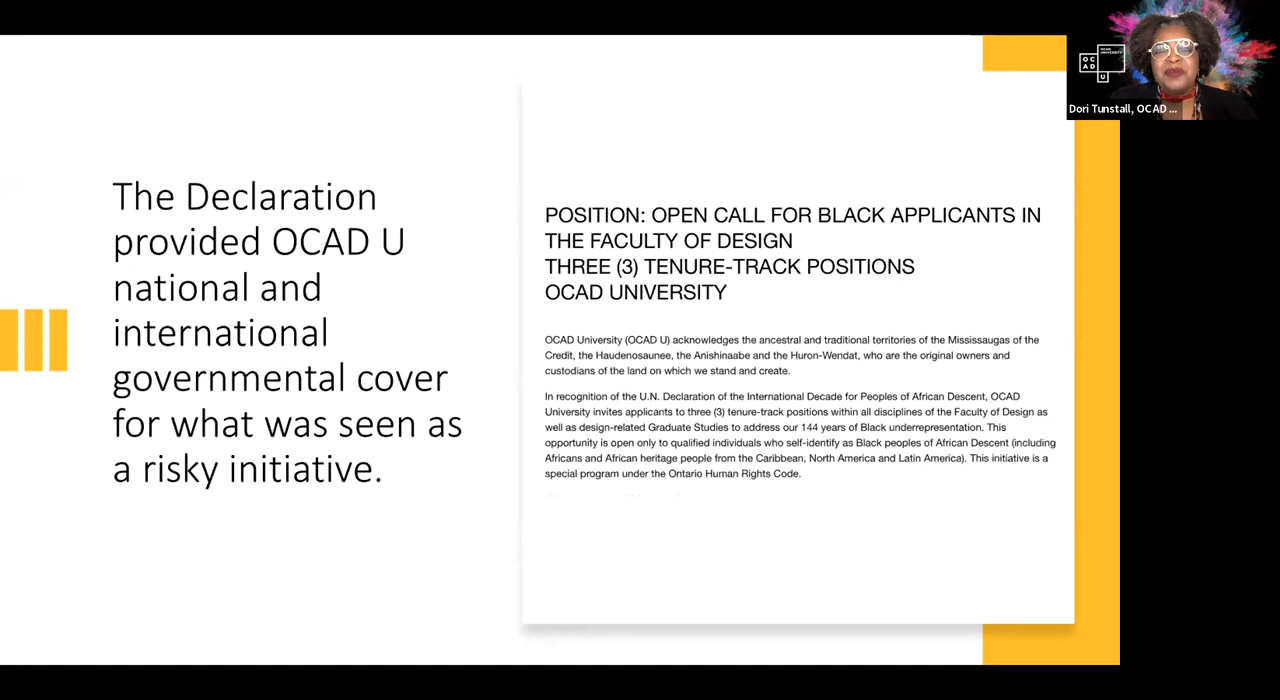 The Declaration
provided OCAD U
national and
international
governmental cover
for what was seen as
a risky initiative.
POSITION: OPEN CALL FOR BLACK APPLICANTS IN
THE FACULTY OF DESIGN
THREE (3) TENURE-TRACK POSITIONS
OCAD UNIVERSITY
OCAD University (OCAD U) acknowledges the ancestral and traditional territories of the Mississaugas of the
Credit, the Haudenosaunee, the Anishinaabe and the Huron-Wendat, who are the original owners and
custodians of the land on which we stand and create.
In recognition of the U.N. Declaration of the International Decade for Peoples of African Descent, OCAD
University invites applicants to three (3) tenure-track positions within all disciplines of the Faculty of Design as
well as design-related Graduate Studies to address our 144 years of Black underrepresentation. This
opportunity is open only to qualified individuals who self-identify as Black peoples of African Descent (including
Africans and African heritage people from the Caribbean, North America and Latin America). This initiative is a
special program under the Ontario Human Rights Code.
OCAD
UNIVERSITY
O C
A D
U
Dori Tunstall, OCAD ...